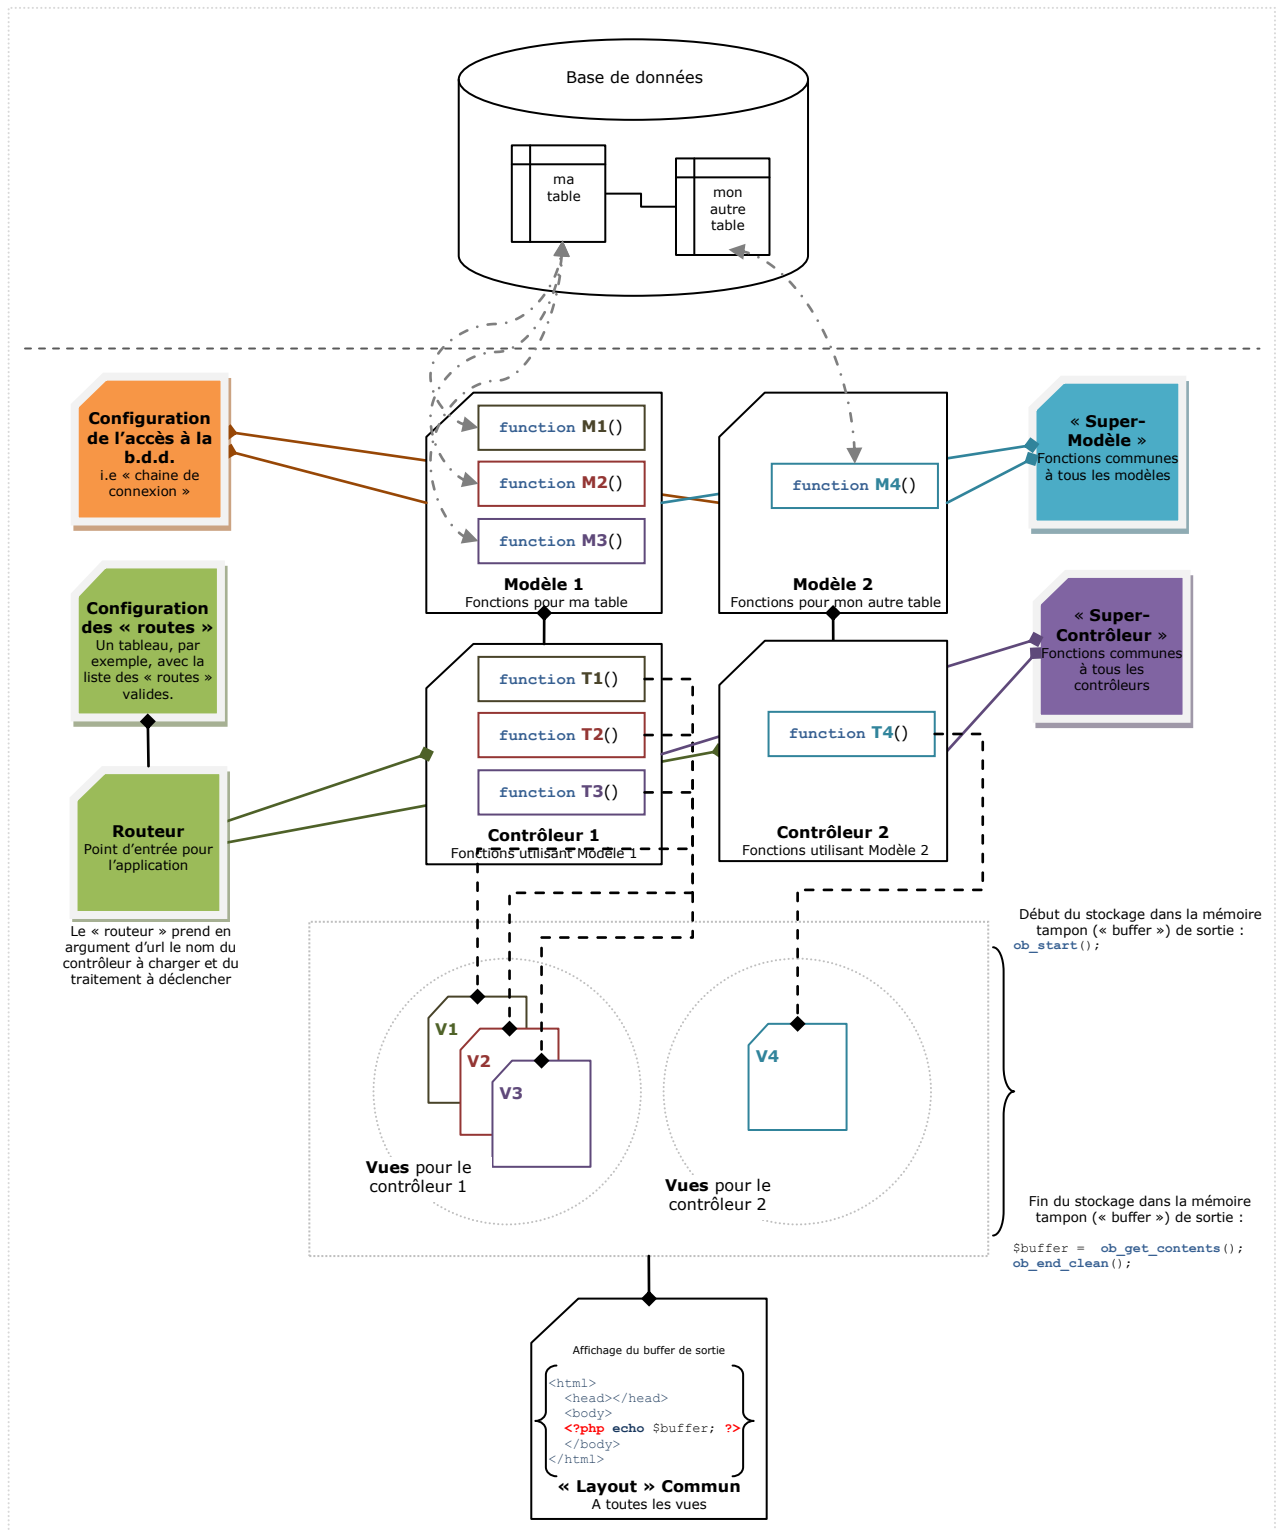 Base de données
ma
table
mon
autre
table
Configuration
de l’accès à la
b.d.d.
i.e « chaine de
connexion »
function M1()
function M2()
function M3()
Modèle 1
Fonctions pour ma table
function M4()
Modèle 2
Fonctions pour mon autre table
« Super-
Modèle »
Fonctions communes
à tous les modèles
Configuration
des « routes »
Un tableau, par
exemple, avec la
liste des « routes »
valides.
« Super-
Contrôleur »
Fonctions communes
à tous les
contrôleurs
function T1()
function T2()
function T3()
Contrôleur 1
Fonctions utilisant Modèle 1
function T4()
Contrôleur 2
Fonctions utilisant Modèle 2
Routeur
Point d’entrée pour
l’application
Le « routeur » prend en
argument d’url le nom du
contrôleur à charger et du
traitement à déclencher
Début du stockage dans la mémoire
tampon (« buffer ») de sortie :
ob_start();
V1
V2
V3
V4
Vues pour le
contrôleur 1
Vues pour le
contrôleur 2
Fin du stockage dans la mémoire
tampon (« buffer ») de sortie :
$buffer =  ob_get_contents();
ob_end_clean();
Affichage du buffer de sortie
<html>
<head></head>
<body>
<?php echo $buffer; ?>
</body>
</html>
« Layout » Commun
A toutes les vues